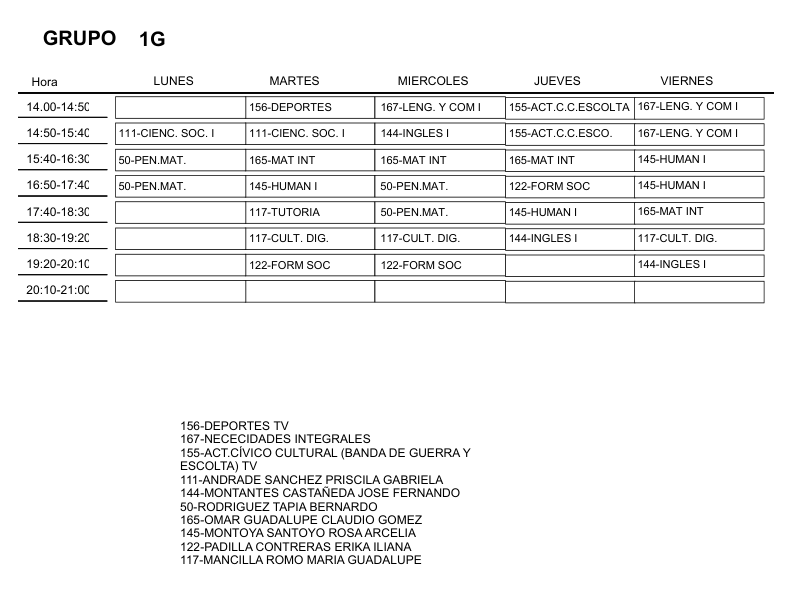 GRUPO 1G
Hora LUNES MARTES MIERCOLES JUEVES VIERNES
14.00-14:50 156-DEPORTES 167-LENG. Y COM I 155-ACT.C.C.ESCOLTA 167-LENG. Y COM I
14:50-15:40 111-CIENC. SOC. I 111-CIENC. SOC. I 144-INGLES I 155-ACT.C.C.ESCO. 167-LENG. Y COM I
15:40-16:30 50-PEN.MAT. 165-MAT INT 165-MAT INT 165-MAT INT 145-HUMAN I
16:50-17:40 50-PEN.MAT. 145-HUMAN I 50-PEN.MAT. 122-FORM SOC 145-HUMAN I
17:40-18:30 117-TUTORIA 50-PEN.MAT. 145-HUMAN I 165-MAT INT
18:30-19:20 117-CULT. DIG. 117-CULT. DIG. 144-INGLES I 117-CULT. DIG.
19:20-20:10 122-FORM SOC 122-FORM SOC 144-INGLES I
20:10-21:00
156-DEPORTES TV
167-NECECIDADES INTEGRALES
155-ACT.CÍVICO CULTURAL (BANDA DE GUERRA Y
ESCOLTA) TV
111-ANDRADE SANCHEZ PRISCILA GABRIELA
144-MONTANTES CASTAÑEDA JOSE FERNANDO
50-RODRIGUEZ TAPIA BERNARDO
165-OMAR GUADALUPE CLAUDIO GOMEZ
145-MONTOYA SANTOYO ROSA ARCELIA
122-PADILLA CONTRERAS ERIKA ILIANA
117-MANCILLA ROMO MARIA GUADALUPE